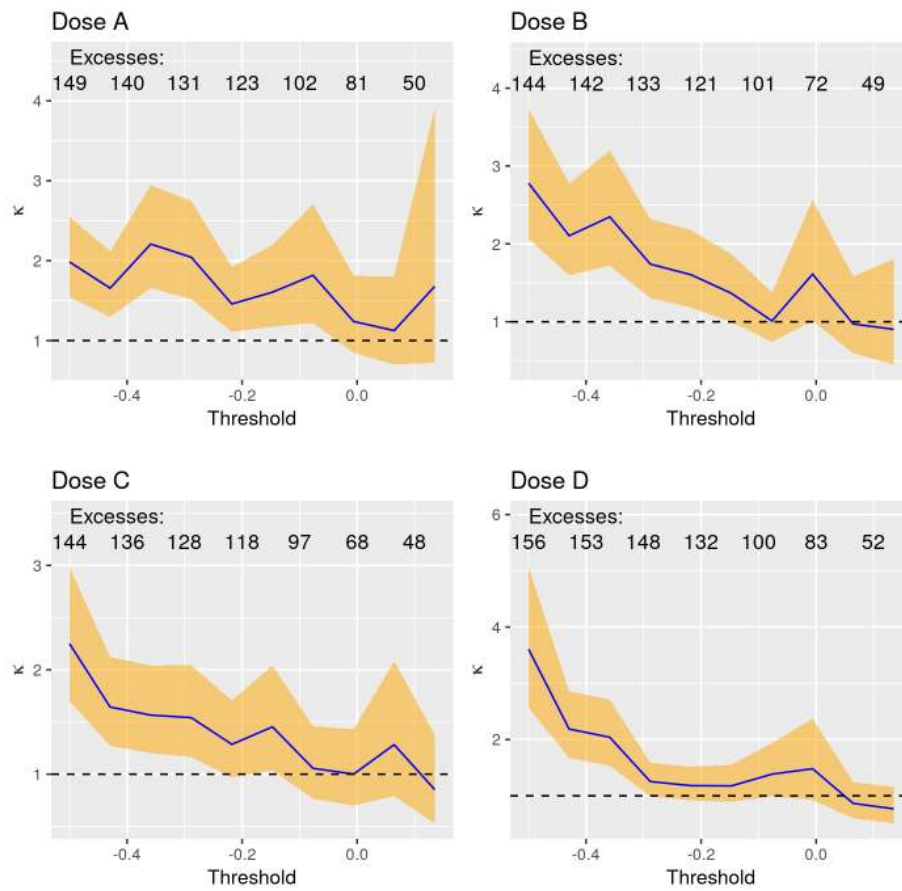 Dose A
Excesses:
149 140 131 123 102 81 50
4
3
2
1
κ
-0.4 -0.2 0.0
Threshold
Dose B
Excesses:
144 142 133 121 101 72 49
4
3
2
1
κ
-0.4 -0.2 0.0
Threshold
Dose C
Excesses:
144 136 128 118 97 68 48
3
2
1
κ
-0.4 -0.2 0.0
Threshold
Dose D
6
Excesses:
156 153 148 132 100 83 52
4
2
κ
-0.4 -0.2 0.0
Threshold